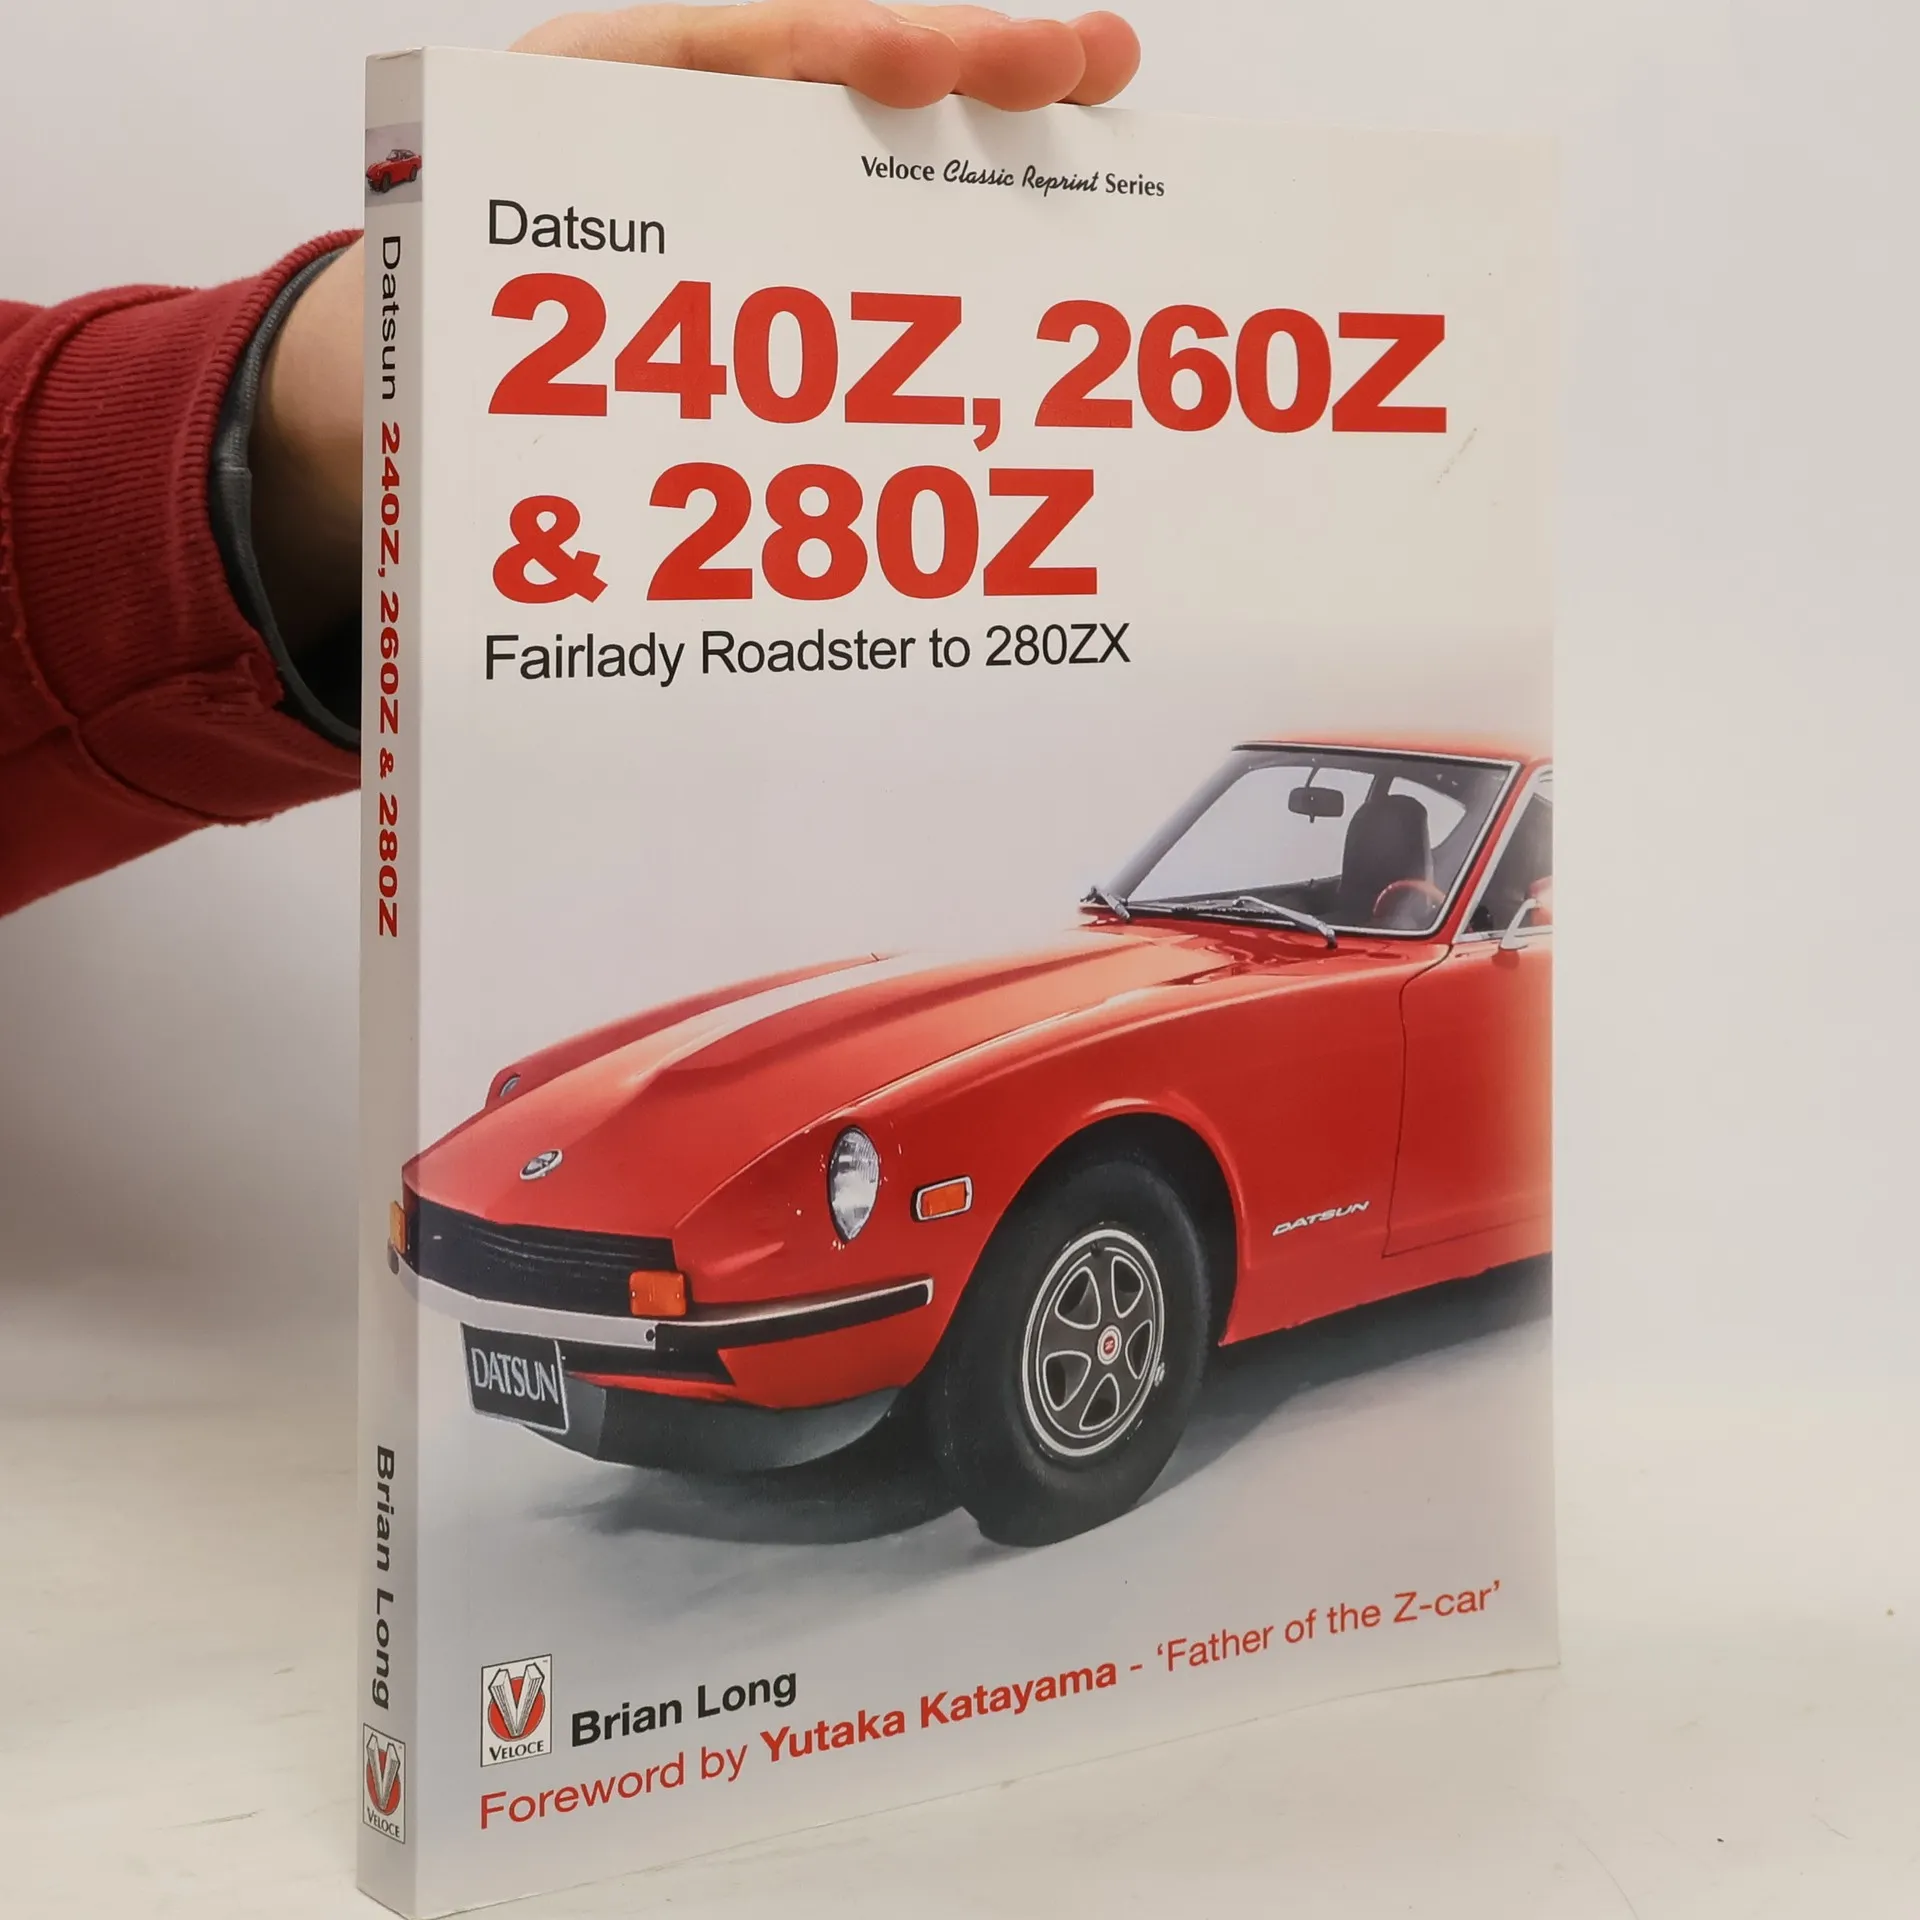 Veloce Classic Reprint Series
Datsun
240Z, 260Z
& 280Z
Fairlady Roadster to 280ZX
DATSUN
DATSUN
Brian Long
VELOCE
Foreword by Yutaka Katayama - ‘Father of the Z-car’
Datsun 240Z, 260Z & 280Z
Brian Long
VELOCE